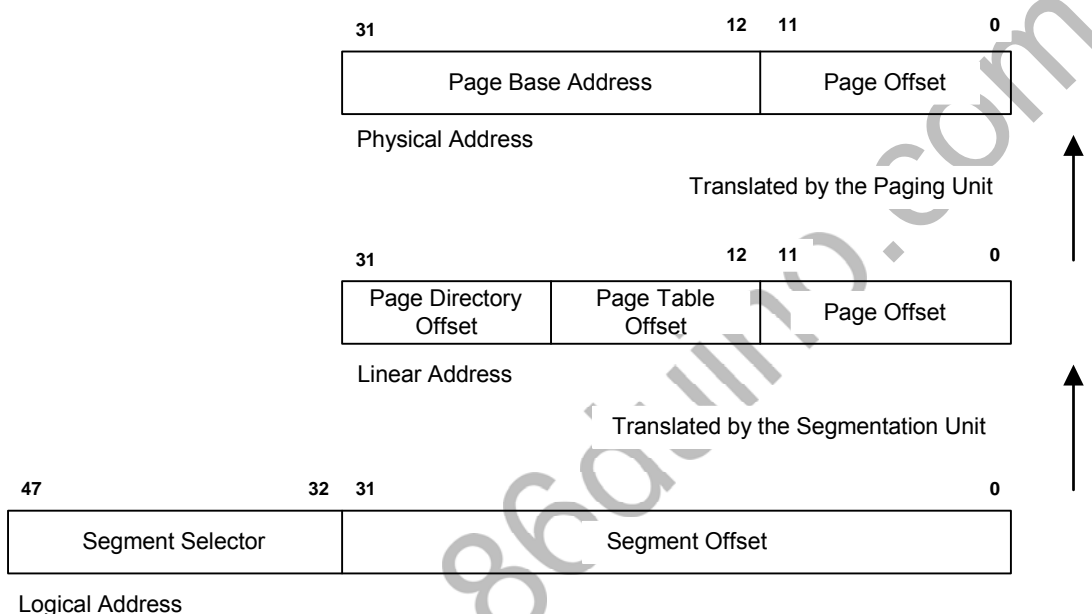 31 12 11 0
Page Base Address Page Offset
Physical Address
Translated by the Paging Unit
31 12 11 0
Page Directory Offset Page Table Offset Page Offset
Linear Address
Translated by the Segmentation Unit
47 32 31 0
Segment Selector Segment Offset
Logical Address
86duino.com